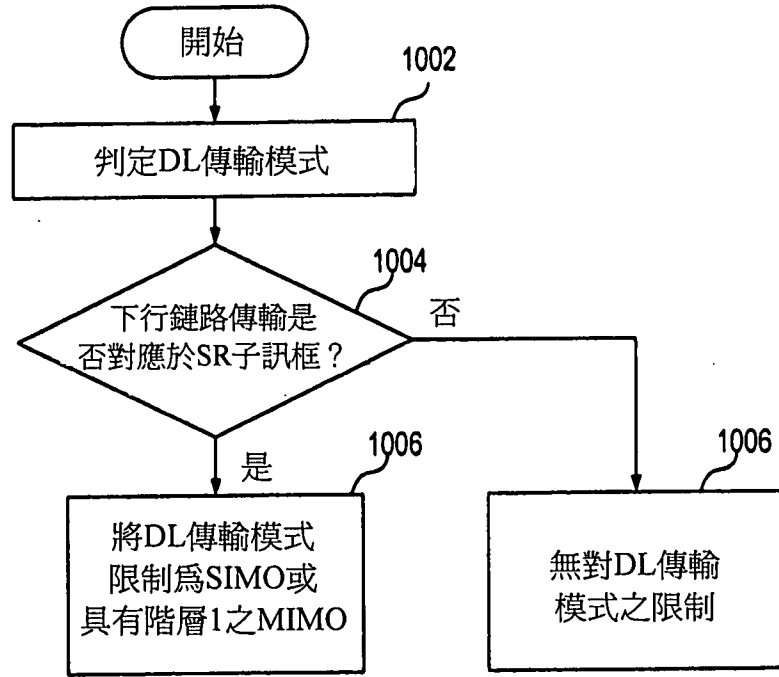 開始
1002
判定DL傳輸模式
1004
下行鏈路傳輸是
否對應於SR子訊框？
否
是
1006
將DL傳輸模式
限制爲SIMO或
具有階層1之MIMO
1006
無對DL傳輸
模式之限制